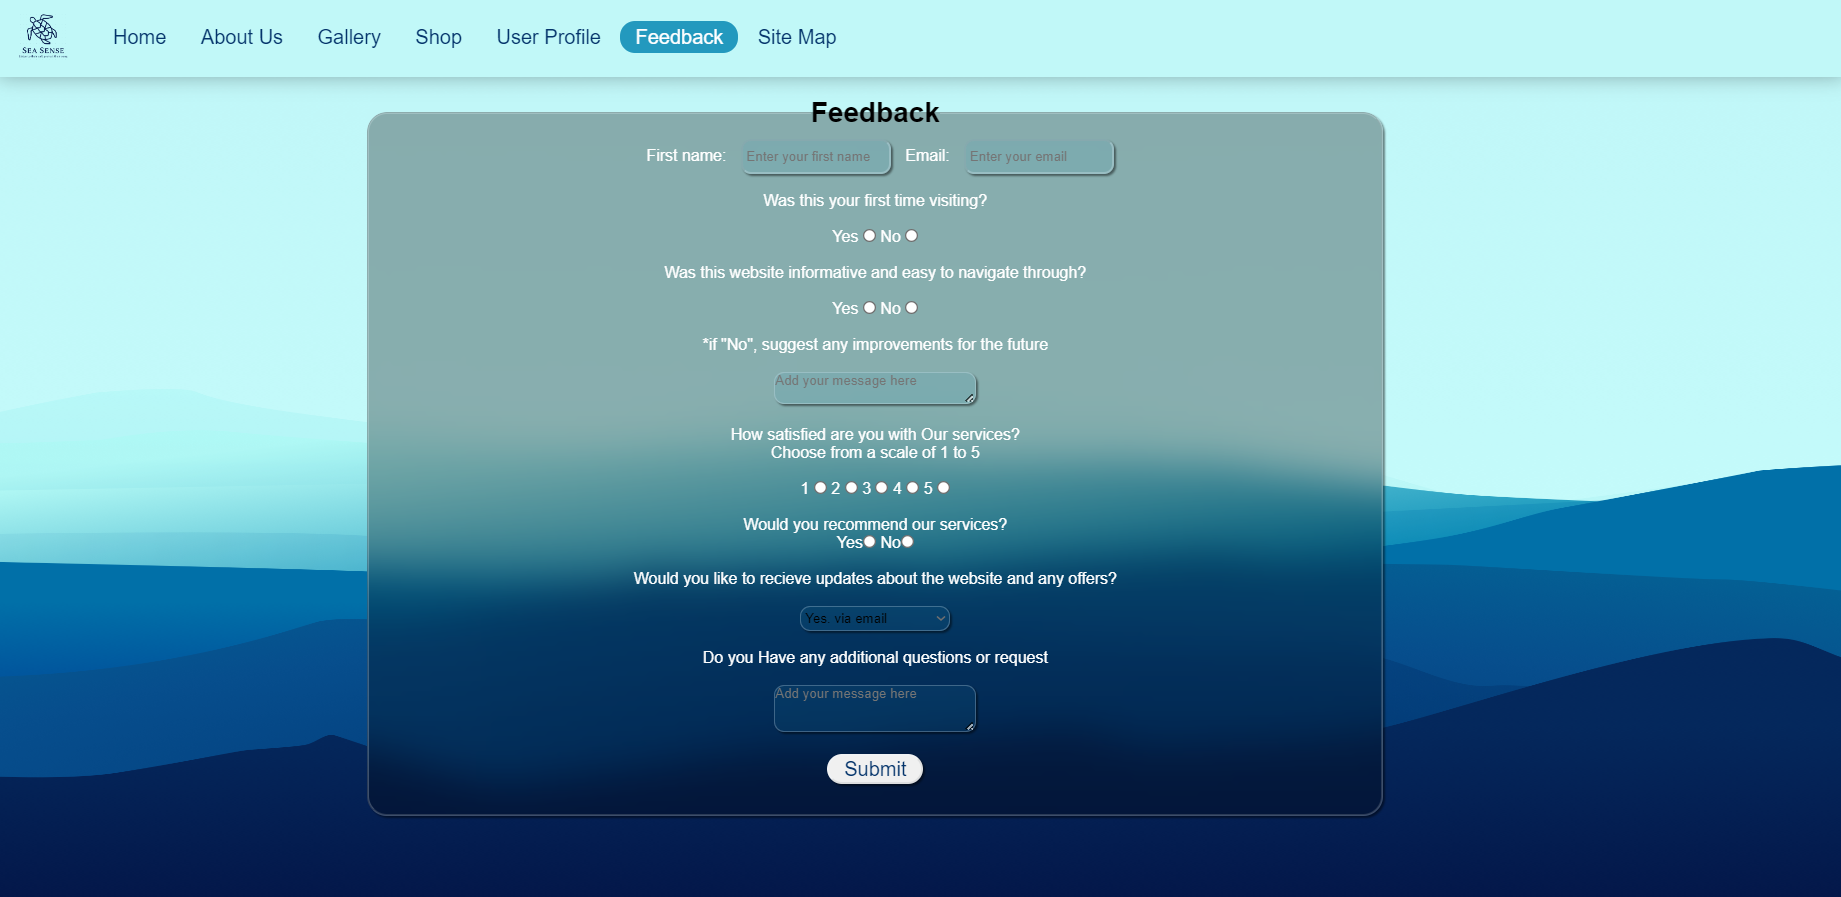 SEA SENSE
Home About Us Gallery Shop User Profile Feedback Site Map
Feedback
First name: Enter your first name Email: Enter your email
Was this your first time visiting?
Yes No
Was this website informative and easy to navigate through?
Yes No
*if "No", suggest any improvements for the future
Add your message here
How satisfied are you with Our services?
Choose from a scale of 1 to 5
1 2 3 4 5
Would you recommend our services?
Yes No
Would you like to recieve updates about the website and any offers?
Yes. via email
Do you Have any additional questions or request
Add your message here
Submit